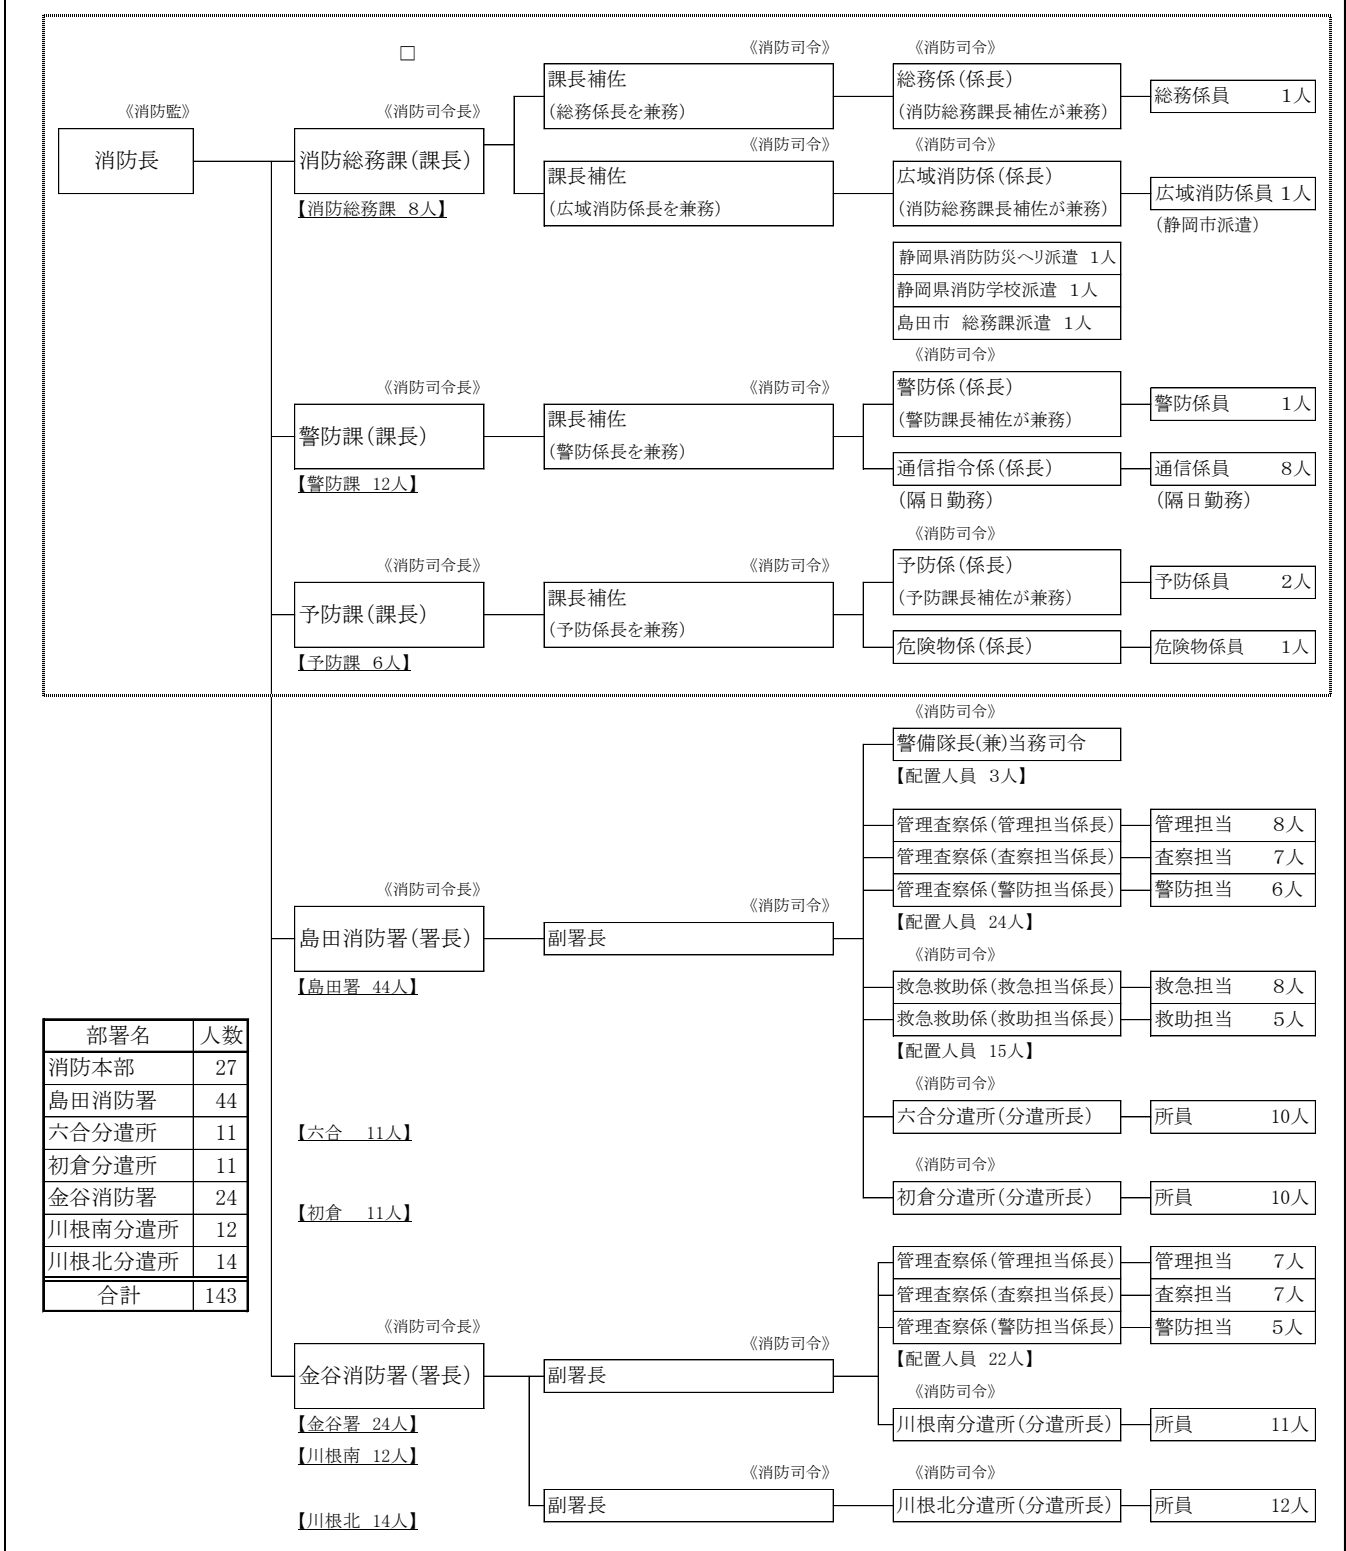 □
《消防司令》 《消防司令》
課長補佐 総務係(係長)
(総務係長を兼務) (消防総務課長補佐が兼務)
総務係員 1人
《消防監》 《消防司令長》
消防長 消防総務課(課長)
【消防総務課 8人】
《消防司令》 《消防司令》
課長補佐 広域消防係(係長)
(広域消防係長を兼務) (消防総務課長補佐が兼務)
広域消防係員 1人
(静岡市派遣)
静岡県消防防災ヘリ派遣 1人
静岡県消防学校派遣 1人
島田市 総務課派遣 1人
《消防司令長》 《消防司令》 《消防司令》
警防課(課長)
【警防課 12人】
課長補佐
(警防係長を兼務)
警防係(係長)
(警防課長補佐が兼務)
警防係員 1人
通信指令係(係長) 通信係員 8人
(隔日勤務) (隔日勤務)
《消防司令長》 《消防司令》 《消防司令》
予防課(課長)
【予防課 6人】
課長補佐
(予防係長を兼務)
予防係(係長)
(予防課長補佐が兼務)
予防係員 2人
危険物係(係長) 危険物係員 1人
《消防司令》
警備隊長(兼)当務司令
【配置人員 3人】
管理査察係(管理担当係長) 管理担当 8人
管理査察係(査察担当係長) 査察担当 7人
管理査察係(警防担当係長) 警防担当 6人
【配置人員 24人】
《消防司令長》 《消防司令》
島田消防署(署長) 副署長
【島田署 44人】
《消防司令》
救急救助係(救急担当係長) 救急担当 8人
救急救助係(救助担当係長) 救助担当 5人
【配置人員 15人】
《消防司令》
六合分遣所(分遣所長) 所員 10人
【六合 11人】
《消防司令》
初倉分遣所(分遣所長) 所員 10人
【初倉 11人】
部署名 人数
消防本部 27
島田消防署 44
六合分遣所 11
初倉分遣所 11
金谷消防署 24
川根南分遣所 12
川根北分遣所 14
合計 143
管理査察係(管理担当係長) 管理担当 7人
管理査察係(査察担当係長) 査察担当 7人
管理査察係(警防担当係長) 警防担当 5人
【配置人員 22人】
《消防司令長》 《消防司令》
金谷消防署(署長) 副署長
【金谷署 24人】
【川根南 12人】
《消防司令》
川根南分遣所(分遣所長) 所員 11人
《消防司令》 《消防司令》
副署長 川根北分遣所(分遣所長) 所員 12人
【川根北 14人】